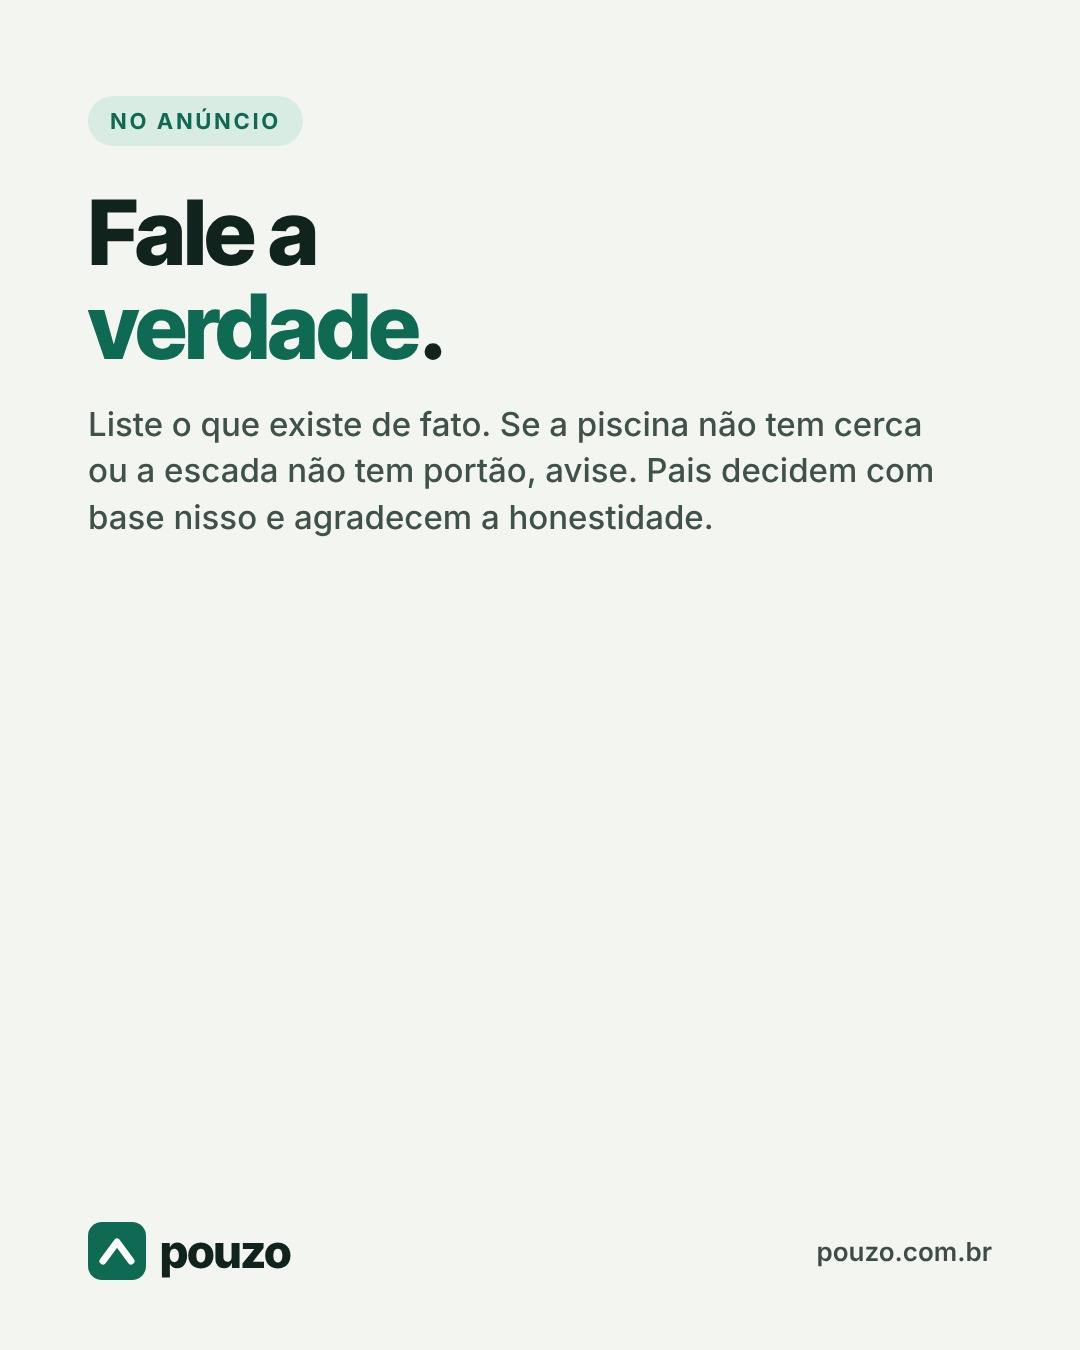 NO ANÚNCIO
Fale a
verdade.
Liste o que existe de fato. Se a piscina não tem cerca
ou a escada não tem portão, avise. Pais decidem com
base nisso e agradecem a honestidade.
pouzo
pouzo.com.br